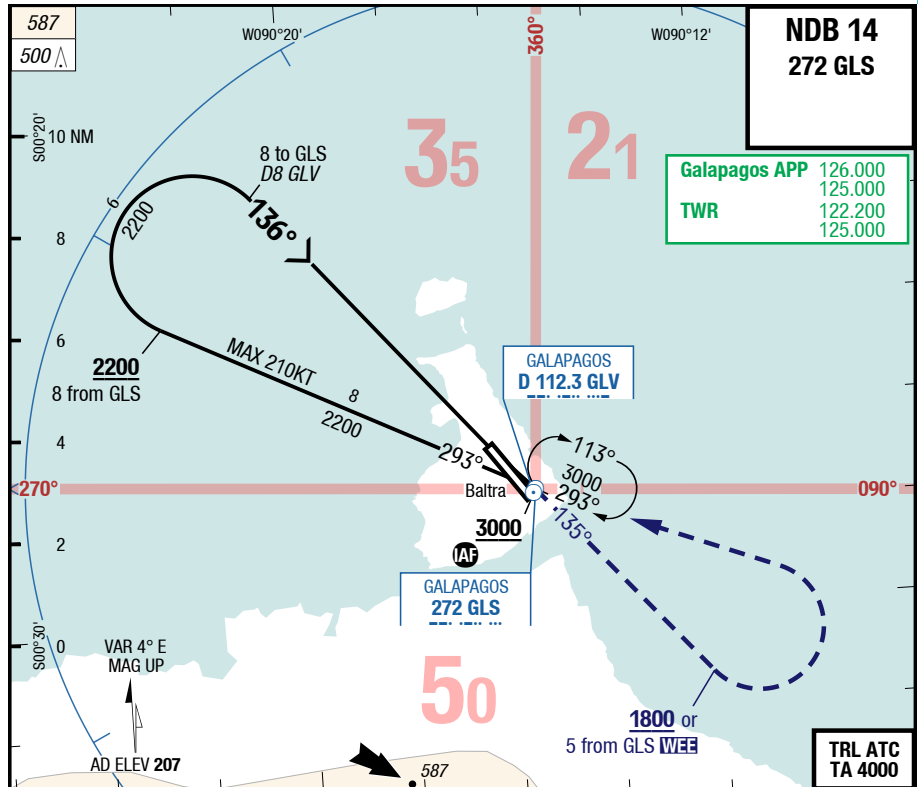 587
500
W090°20'
360°
W090°12'
NDB 14
272 GLS
S00°20'
10 NM
35
21
Galapagos APP 126.000
125.000
TWR 122.200
125.000
8 to GLS
D8 GLV
136°
6
2200
8
6
2200
8 from GLS
MAX 210KT
8
2200
293°
GALAPAGOS
D 112.3 GLV
4
113°
3000
293°
270°
Baltra
090°
3000
135°
2
IAF
GALAPAGOS
272 GLS
S00°30'
0
VAR 4° E
MAG UP
50
1800 or
5 from GLS WEE
AD ELEV 207
587
TRL ATC
TA 4000